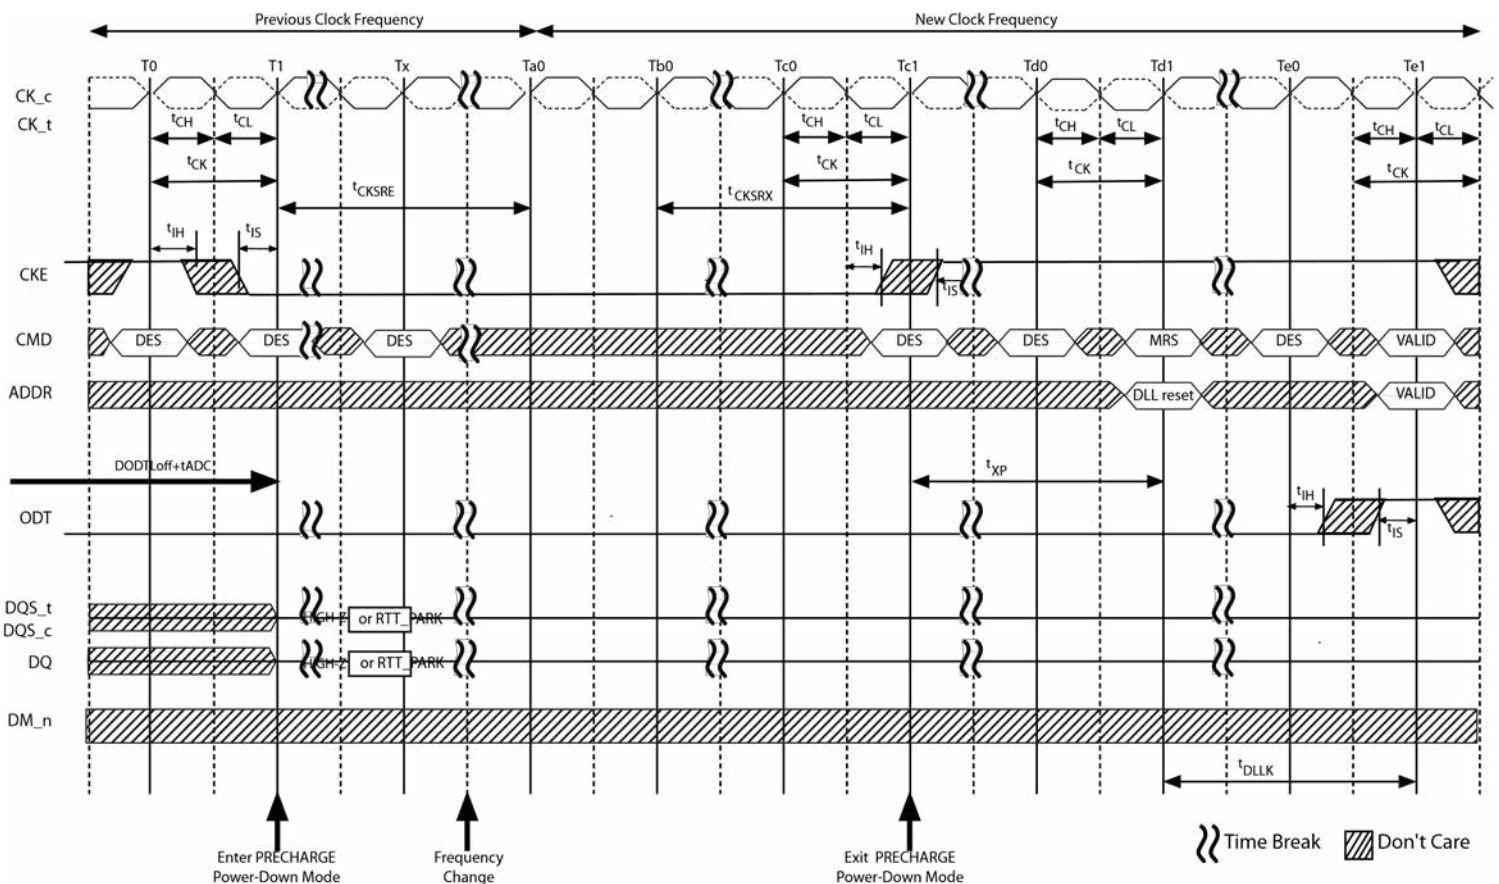 Previous Clock Frequency New Clock Frequency
T0 T1 Tx Ta0 Tb0 Tc0 Tc1 Td0 Td1 Te0 Te1
CK_c
CK_t
tCH tCL tCH tCL tCH tCL tCH tCL
tCK tCK tCK tCK
tCKSRE tCKSRX
tIH tIS tIH tIS
CKE
CMD DES DES DES DES DES MRS DES VALID
ADDR DLL reset VALID
DODTLoff+tADC tXP
ODT tIH tIS
DQS_t
DQS_c HIGH-Z or RTT_PARK
DQ HIGH-Z or RTT_PARK
DM_n
tDLLK
Enter PRECHARGE
Power-Down Mode
Frequency
Change
Exit PRECHARGE
Power-Down Mode
Time Break Don't Care